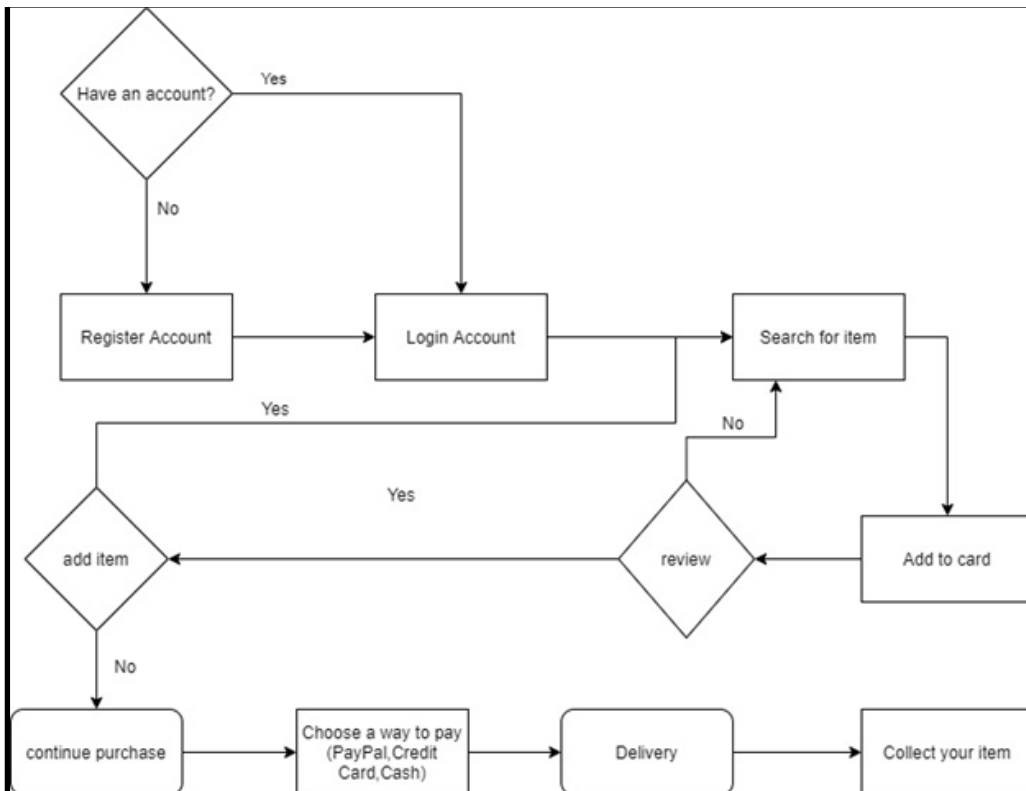 Have an account?
Yes
No
Register Account
Login Account
Search for item
Yes
No
Yes
add item
review
Add to card
No
continue purchase
Choose a way to pay
(PayPal,Credit
Card,Cash)
Delivery
Collect your item